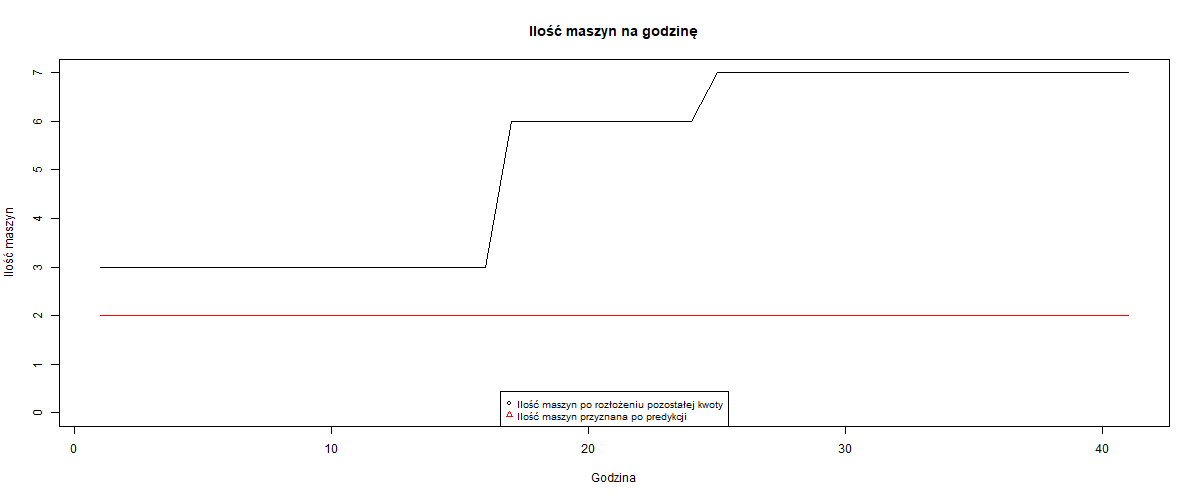 Ilość maszyn na godzinę
Ilość maszyn
7
6
5
4
3
2
1
0
Ilość maszyn po rozłożeniu pozostałej kwoty
Ilość maszyn przyznana po predykcji
0 10 20 30 40
Godzina